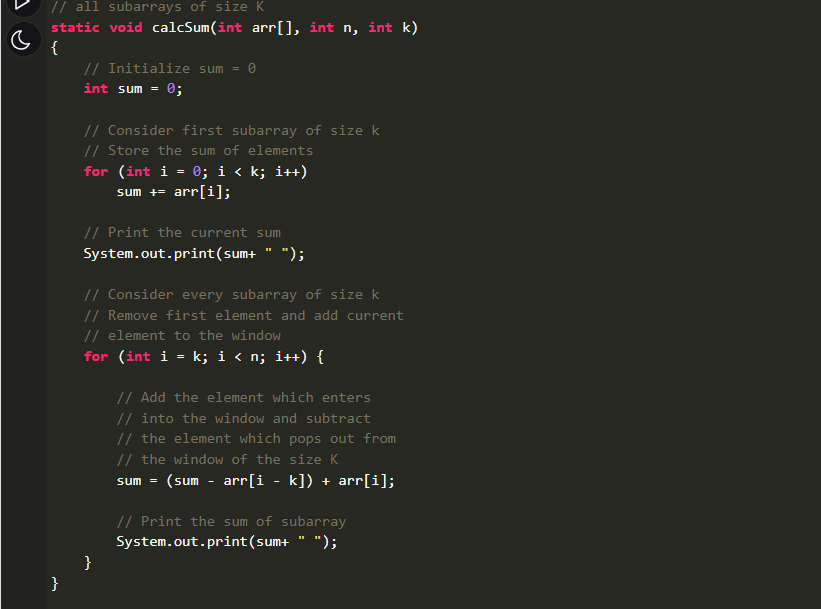 // all subarrays of size K
static void calcSum(int arr[], int n, int k)
{
// Initialize sum = 0
int sum = 0;
// Consider first subarray of size k
// Store the sum of elements
for (int i = 0; i < k; i++)
sum += arr[i];
// Print the current sum
System.out.print(sum+ " ");
// Consider every subarray of size k
// Remove first element and add current
// element to the window
for (int i = k; i < n; i++) {
// Add the element which enters
// into the window and subtract
// the element which pops out from
// the window of the size K
sum = (sum - arr[i - k]) + arr[i];
// Print the sum of subarray
System.out.print(sum+ " ");
}
}